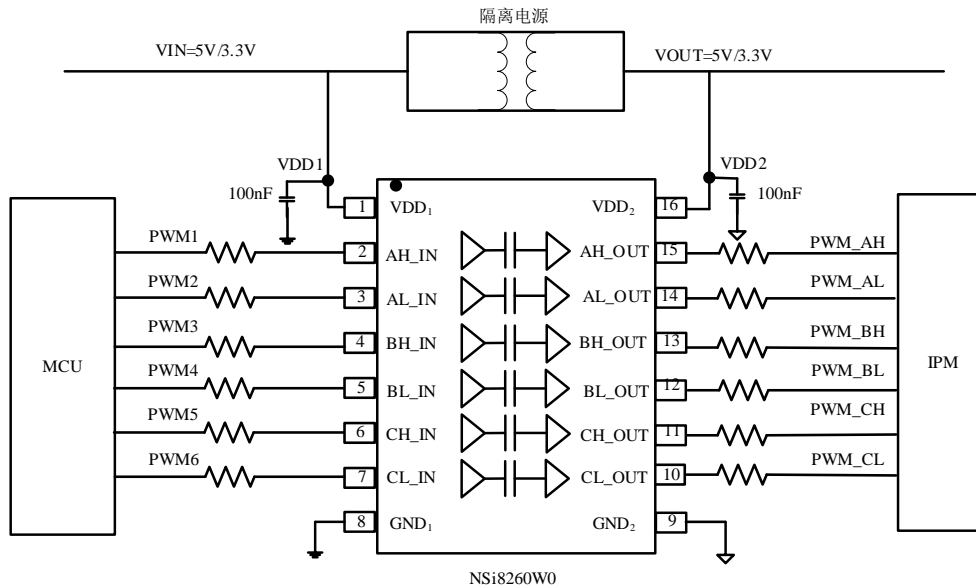 隔离电源
VIN=5V/3.3V
VOUT=5V/3.3V
VDD1
VDD2
100nF
100nF
1 VDD₁
VDD₂ 16
PWM1
2 AH_IN
AH_OUT 15
PWM_AH
PWM2
3 AL_IN
AL_OUT 14
PWM_AL
PWM3
4 BH_IN
BH_OUT 13
PWM_BH
MCU
IPM
PWM4
5 BL_IN
BL_OUT 12
PWM_BL
PWM5
6 CH_IN
CH_OUT 11
PWM_CH
PWM6
7 CL_IN
CL_OUT 10
PWM_CL
8 GND₁
GND₂ 9
NSi8260W0